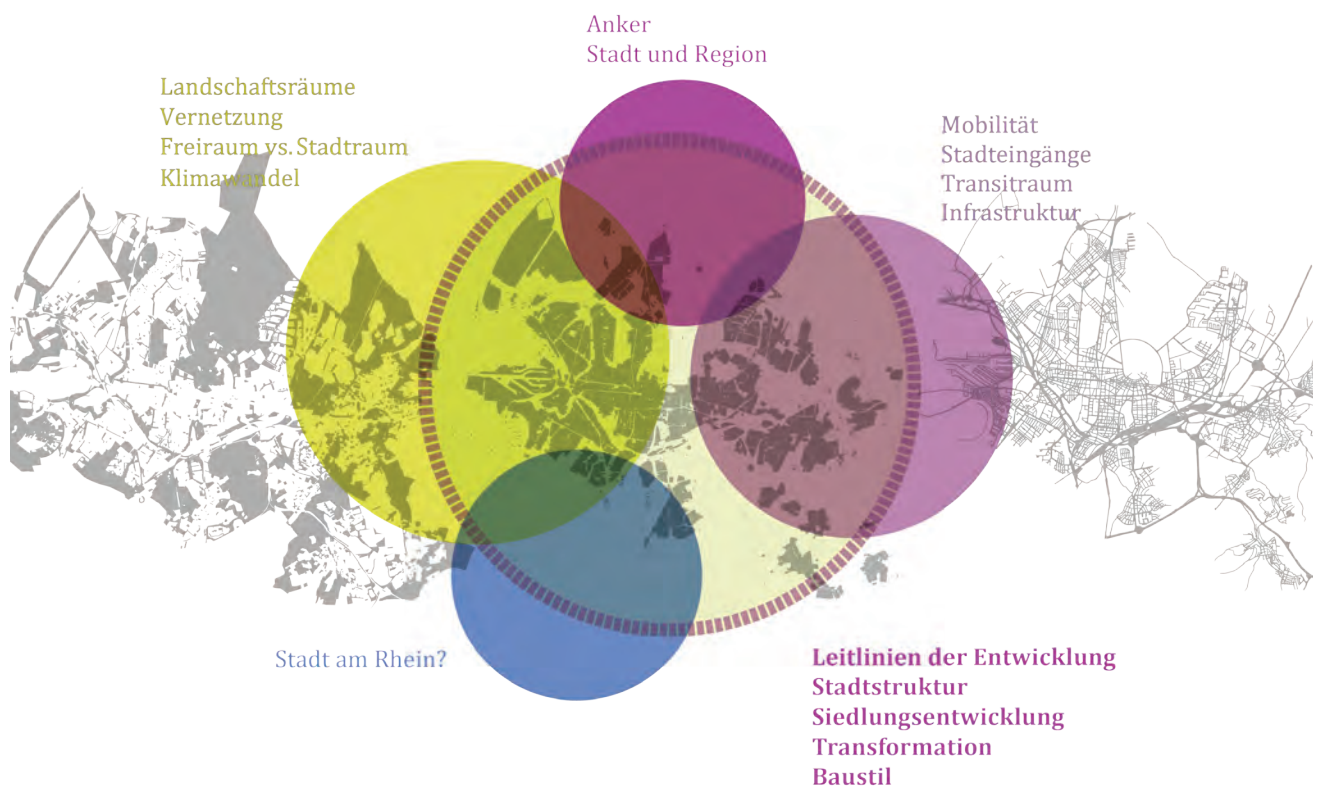 Anker
Stadt und Region
Landschaftsräume
Vernetzung
Freiraum vs. Stadtraum
Klimawandel
Mobilität
Stadteingänge
Transitraum
Infrastruktur
Stadt am Rhein?
Leitlinien der Entwicklung
Stadtstruktur
Siedlungsentwicklung
Transformation
Baustil